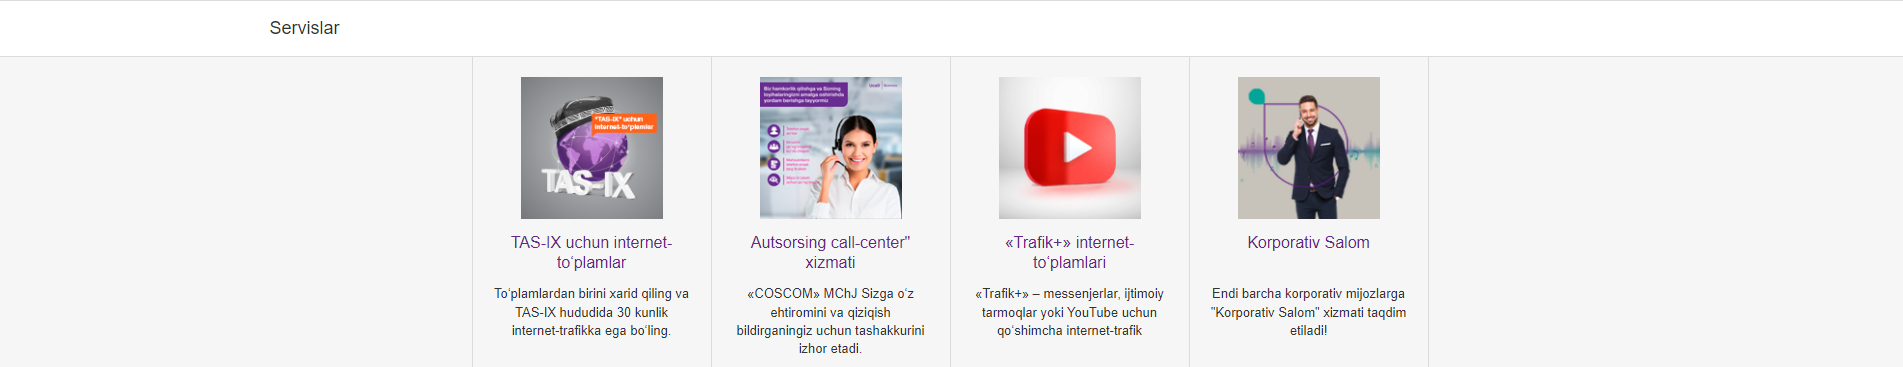 Servislar
"TAS-IX" uchun
internet-to'plamlar
TAS-IX
TAS-IX uchun internet-
to‘plamlar
To‘plamlardan birini xarid qiling va
TAS-IX hududida 30 kunlik
internet-trafikka ega bo‘ling.
Biz hamkorlik qilishga va Sizning
loyihalaringizni amalga oshirishda
yordam berishga tayyormiz
Ucell
Autsorsing call-center"
xizmati
«COSCOM» MChJ Sizga o‘z
ehtiromini va qiziqish
bildirganingiz uchun tashakkurini
izhor etadi.
«Trafik+» internet-
to‘plamlari
«Trafik+» – messenjerlar, ijtimoiy
tarmoqlar yoki YouTube uchun
qo‘shimcha internet-trafik
Korporativ Salom
Endi barcha korporativ mijozlarga
"Korporativ Salom" xizmati taqdim
etiladi!